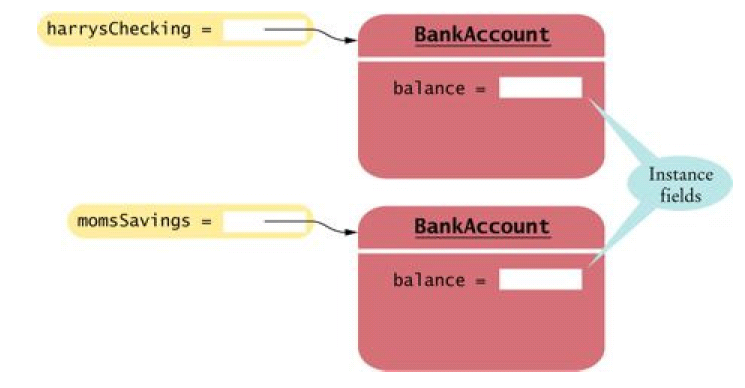 harrysChecking =
BankAccount
balance =
Instance
fields
momsSavings =
BankAccount
balance =